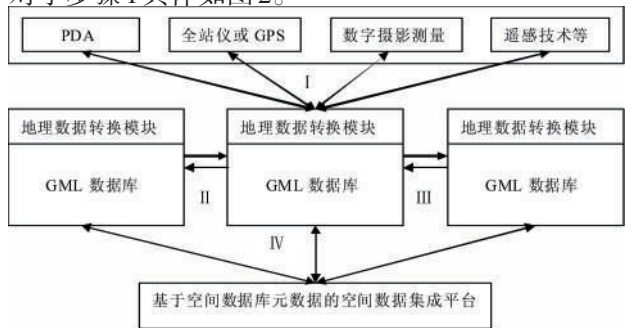 对于步骤1具体如图2。
PDA 全站仪或 GPS 数字摄影测量 遥感技术等
I
地理数据转换模块 地理数据转换模块 地理数据转换模块
GML 数据库 GML 数据库 GML 数据库
II III
IV
基于空间数据库元数据的空间数据集成平台